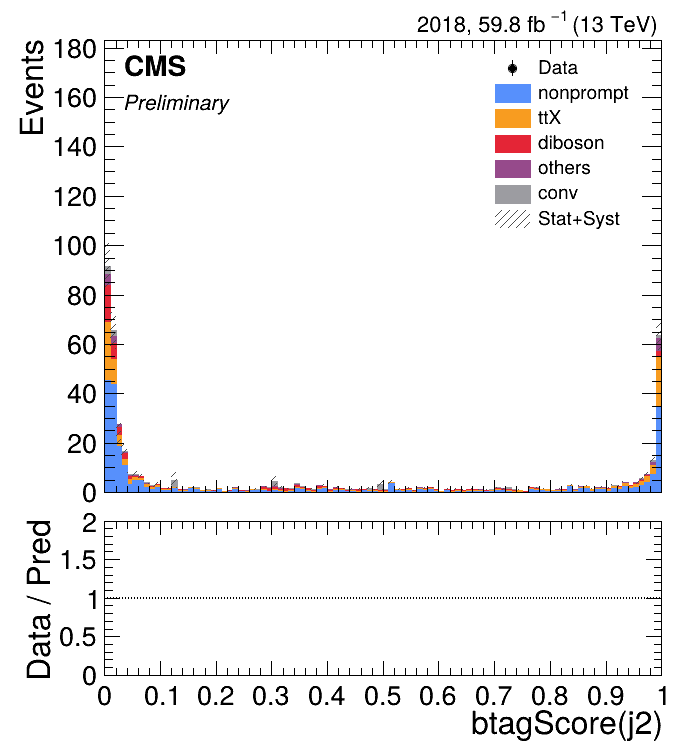 2018, 59.8 fb⁻¹ (13 TeV)
Events
180
160
140
120
100
80
60
40
20
0
CMS
Preliminary
Data
nonprompt
ttX
diboson
others
conv
Stat+Syst
Data / Pred
2
1.5
1
0.5
0
0 0.1 0.2 0.3 0.4 0.5 0.6 0.7 0.8 0.9 1
btagScore(j2)